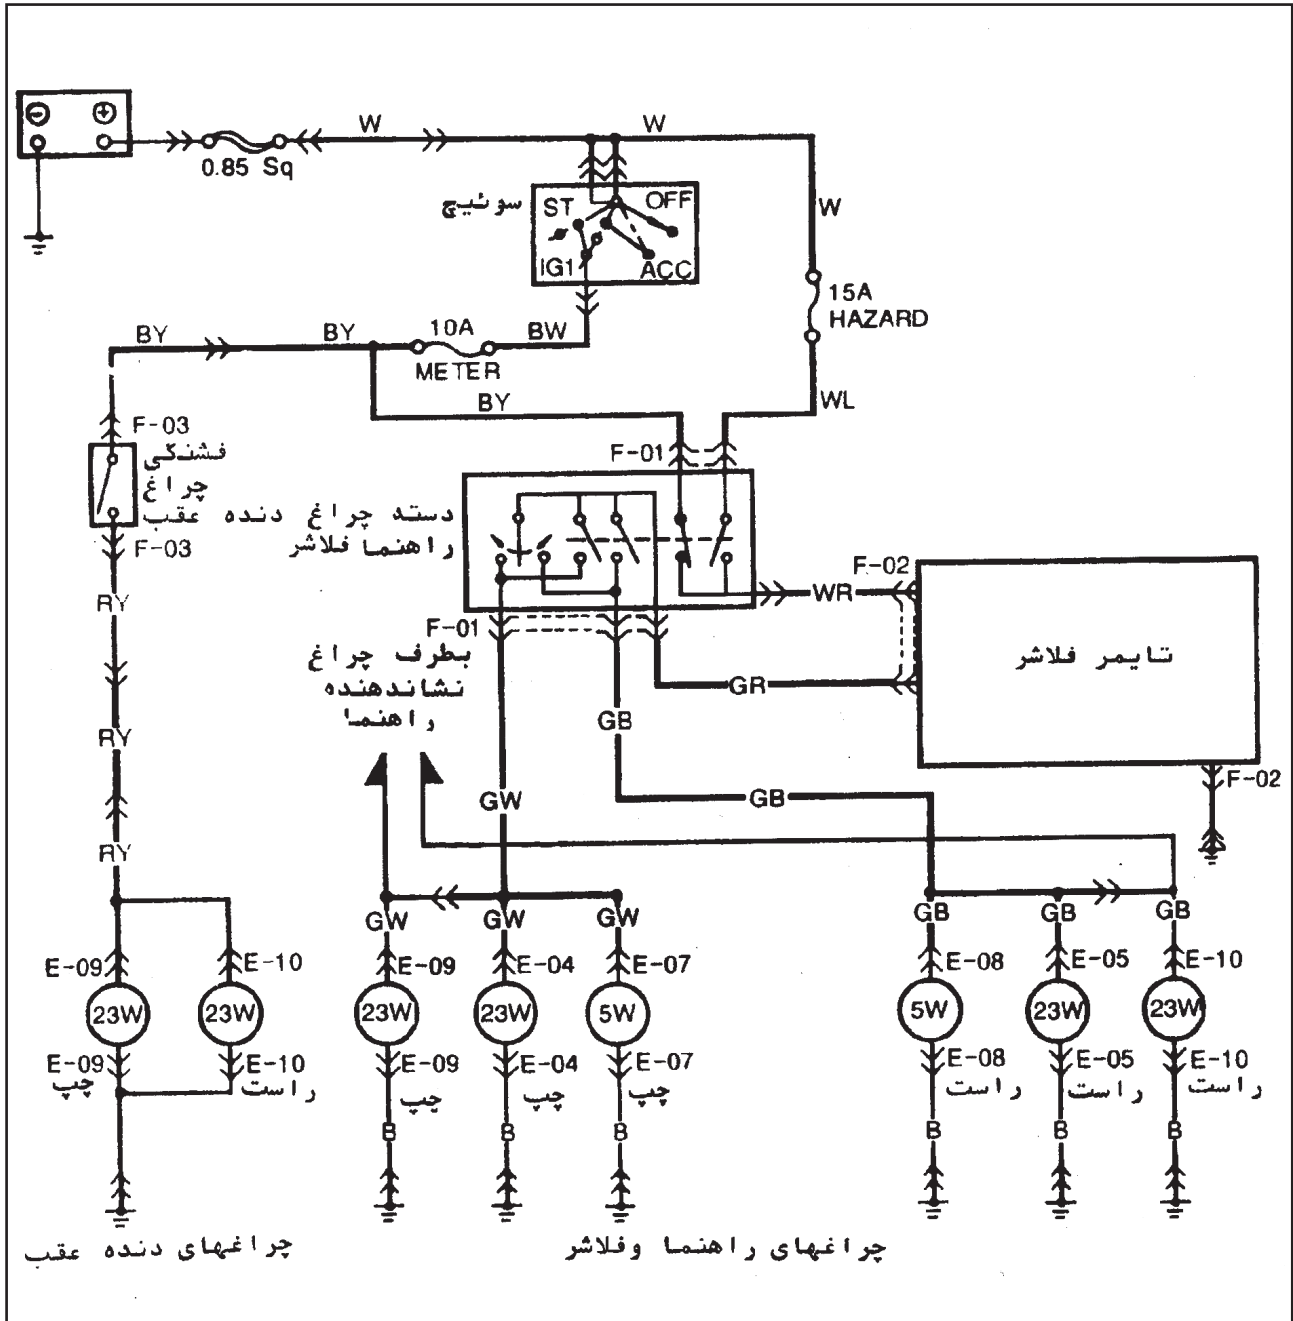 ⊖ ⊕
W
W
0.85 Sq
سوئیچ
ST
OFF
IG1
ACC
W
15A
HAZARD
BY
BY
10A
BW
METER
BY
WL
F-03
فشنگی
چراغ
دنده عقب
F-03
F-01
دسته چراغ
راهنما فلاشر
F-02
WR
تایمر فلاشر
RY
F-01
بطرف چراغ
نشاندهنده
راهنما
GR
GB
RY
F-02
GW
GB
RY
GW
GW
GW
GB
GB
GB
E-09
E-10
E-09
E-04
E-07
E-08
E-05
E-10
23W
23W
23W
23W
5W
5W
23W
23W
E-09
E-10
E-09
E-04
E-07
E-08
E-05
E-10
چپ
راست
چپ
چپ
چپ
راست
راست
راست
B
B
B
B
B
B
چراغهای دنده عقب
چراغهای راهنما وفلاشر